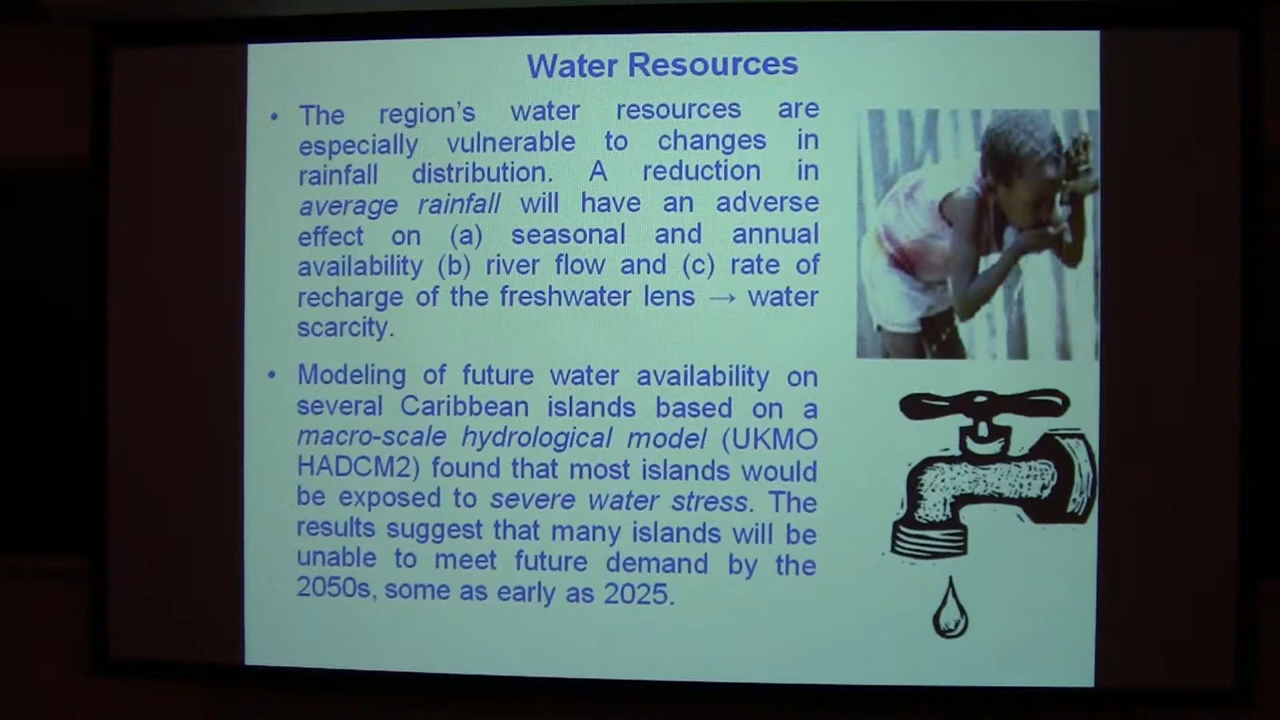 Water Resources
• The region's water resources are
especially vulnerable to changes in
rainfall distribution. A reduction in
average rainfall will have an adverse
effect on (a) seasonal and annual
availability (b) river flow and (c) rate of
recharge of the freshwater lens → water
scarcity.
• Modeling of future water availability on
several Caribbean islands based on a
macro-scale hydrological model (UKMO
HADCM2) found that most islands would
be exposed to severe water stress. The
results suggest that many islands will be
unable to meet future demand by the
2050s, some as early as 2025.